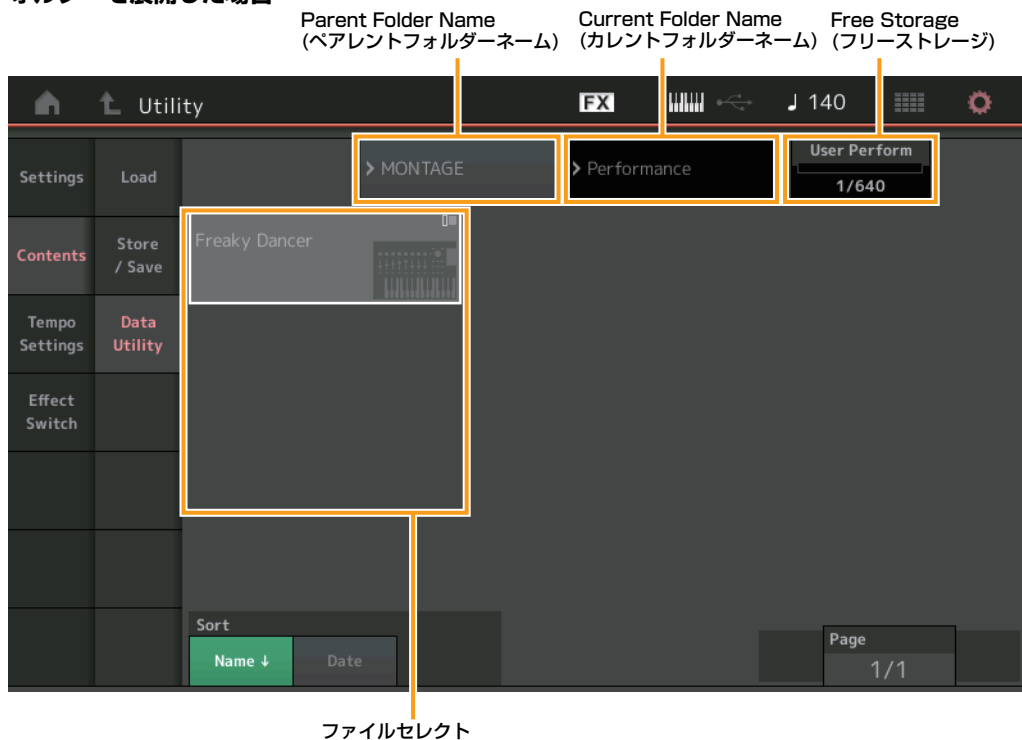 Parent Folder Name
(ペアレントフォルダーネーム)
Current Folder Name
(カレントフォルダーネーム)
Free Storage
(フリーストレージ)
Utility
FX
140
Settings
Load
> MONTAGE
> Performance
User Perform
1/640
Contents
Store
/ Save
Freaky Dancer
Tempo
Settings
Data
Utility
Effect
Switch
Sort
Name ↓
Date
Page
1/1
ファイルセレクト